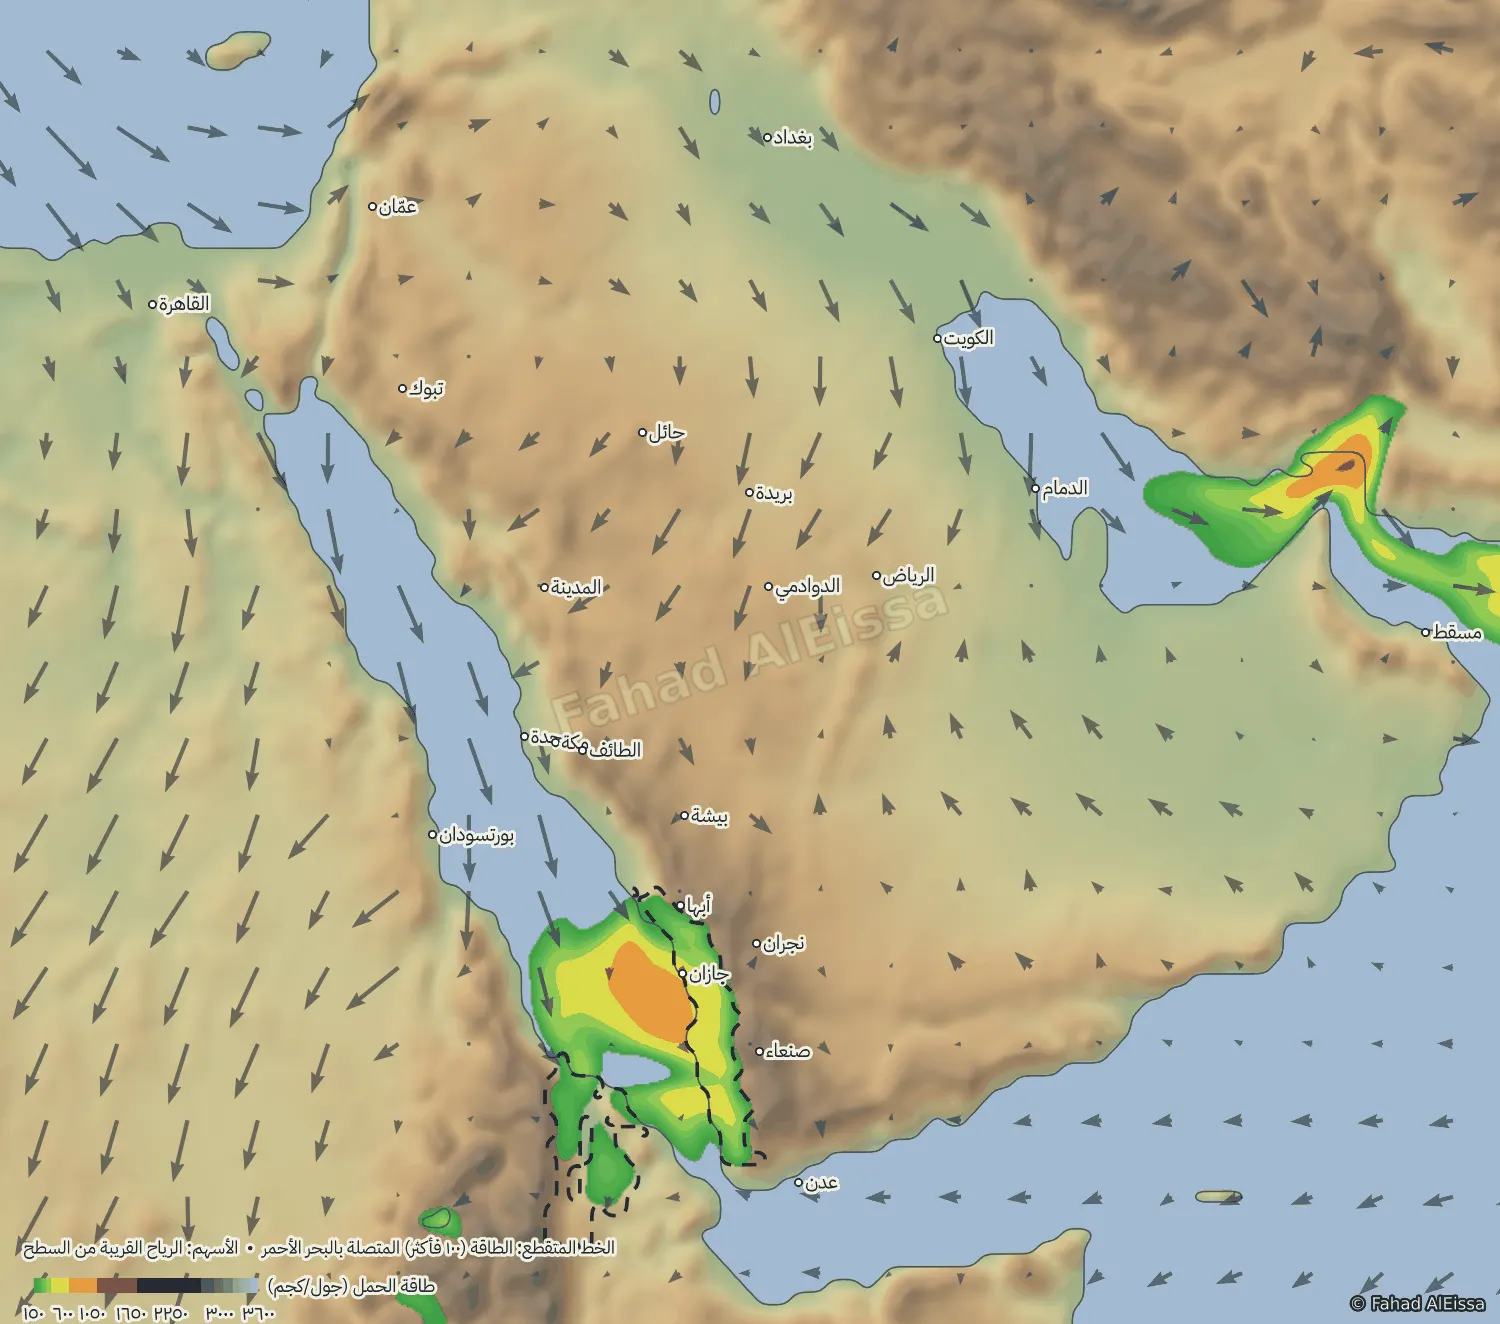 بغداد
عمّان
القاهرة
الكويت
تبوك
حائل
الدمام
بريدة
الرياض
الدوادمي
المدينة
مسقط
Fahad AlEissa
جدة
مكة
الطائف
بيشة
بورتسودان
أبها
نجران
جازان
صنعاء
عدن
الخط المتقطع: الطاقة (١٠٠ فأكثر) المتصلة بالبحر الأحمر • الأسهم: الرياح القريبة من السطح
طاقة الحمل (جول/كجم)
١٥٠ ٦٠٠ ١٠٥٠ ١٦٥٠ ٢٢٥٠ ٣٠٠٠ ٣٦٠٠
© Fahad AlEissa